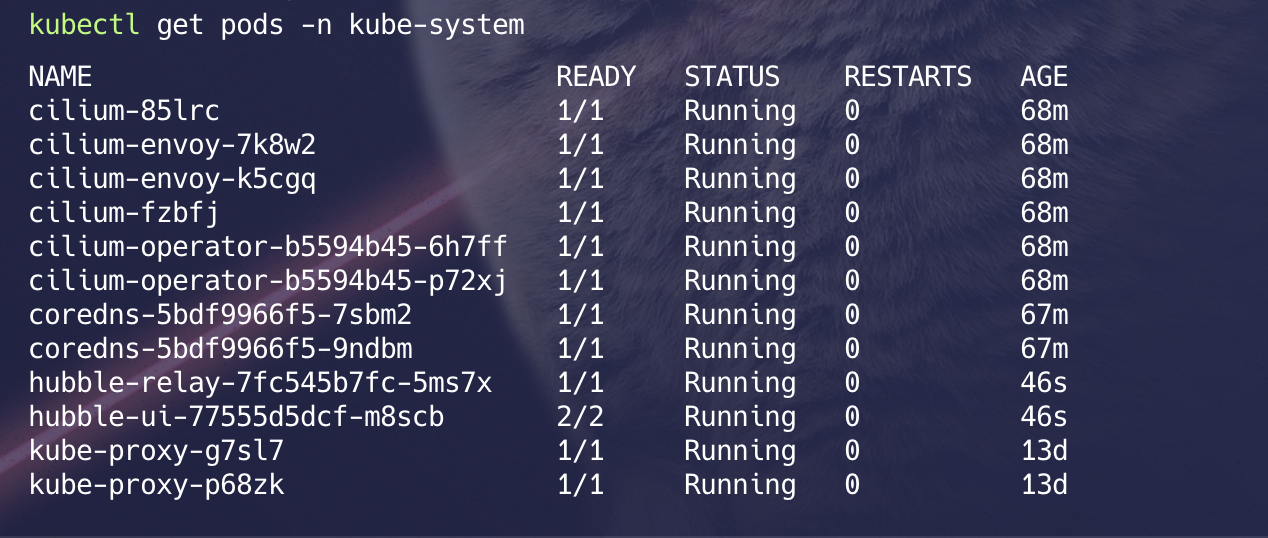 kubectl get pods -n kube-system
NAME READY STATUS RESTARTS AGE
cilium-85lrc 1/1 Running 0 68m
cilium-envoy-7k8w2 1/1 Running 0 68m
cilium-envoy-k5cgq 1/1 Running 0 68m
cilium-fzbfj 1/1 Running 0 68m
cilium-operator-b5594b45-6h7ff 1/1 Running 0 68m
cilium-operator-b5594b45-p72xj 1/1 Running 0 68m
coredns-5bdf9966f5-7sbm2 1/1 Running 0 67m
coredns-5bdf9966f5-9ndbm 1/1 Running 0 67m
hubble-relay-7fc545b7fc-5ms7x 1/1 Running 0 46s
hubble-ui-77555d5dcf-m8scb 2/2 Running 0 46s
kube-proxy-g7sl7 1/1 Running 0 13d
kube-proxy-p68zk 1/1 Running 0 13d